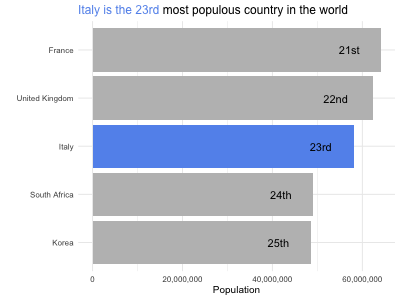 Italy is the 23rd most populous country in the world
France
21st
United Kingdom
22nd
Italy
23rd
South Africa
24th
Korea
25th
0 20,000,000 40,000,000 60,000,000
Population